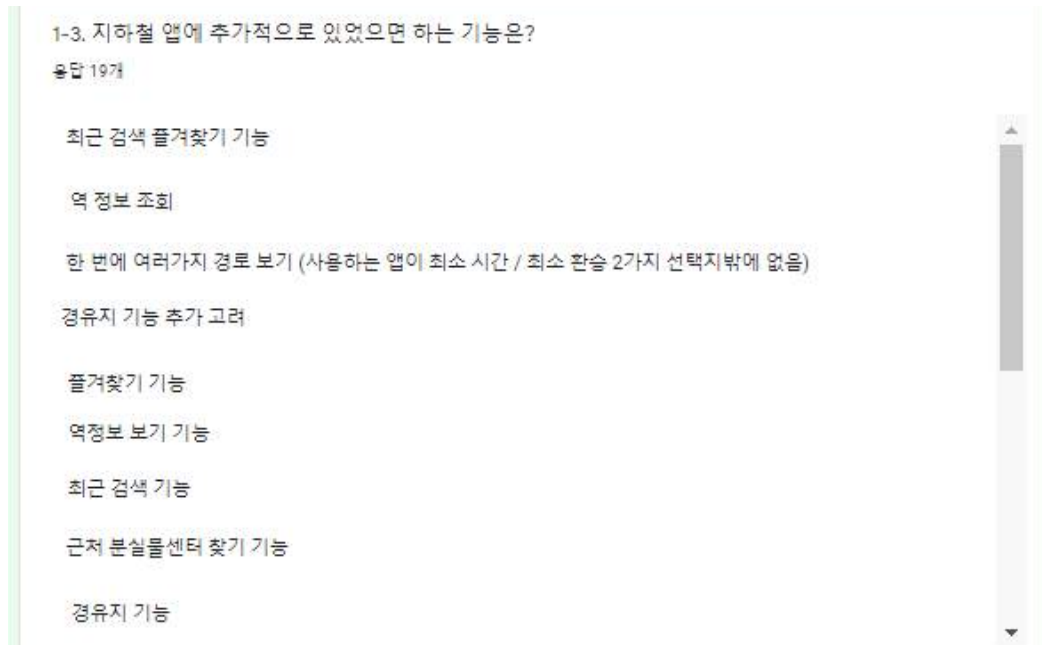 1-3. 지하철 앱에 추가적으로 있었으면 하는 기능은?
응답 19개
최근 검색 즐겨찾기 기능
역 정보 조회
한 번에 여러가지 경로 보기 (사용하는 앱이 최소 시간 / 최소 환승 2가지 선택지밖에 없음)
경유지 기능 추가 고려
즐겨찾기 기능
역정보 보기 기능
최근 검색 기능
근처 분실물센터 찾기 기능
경유지 기능